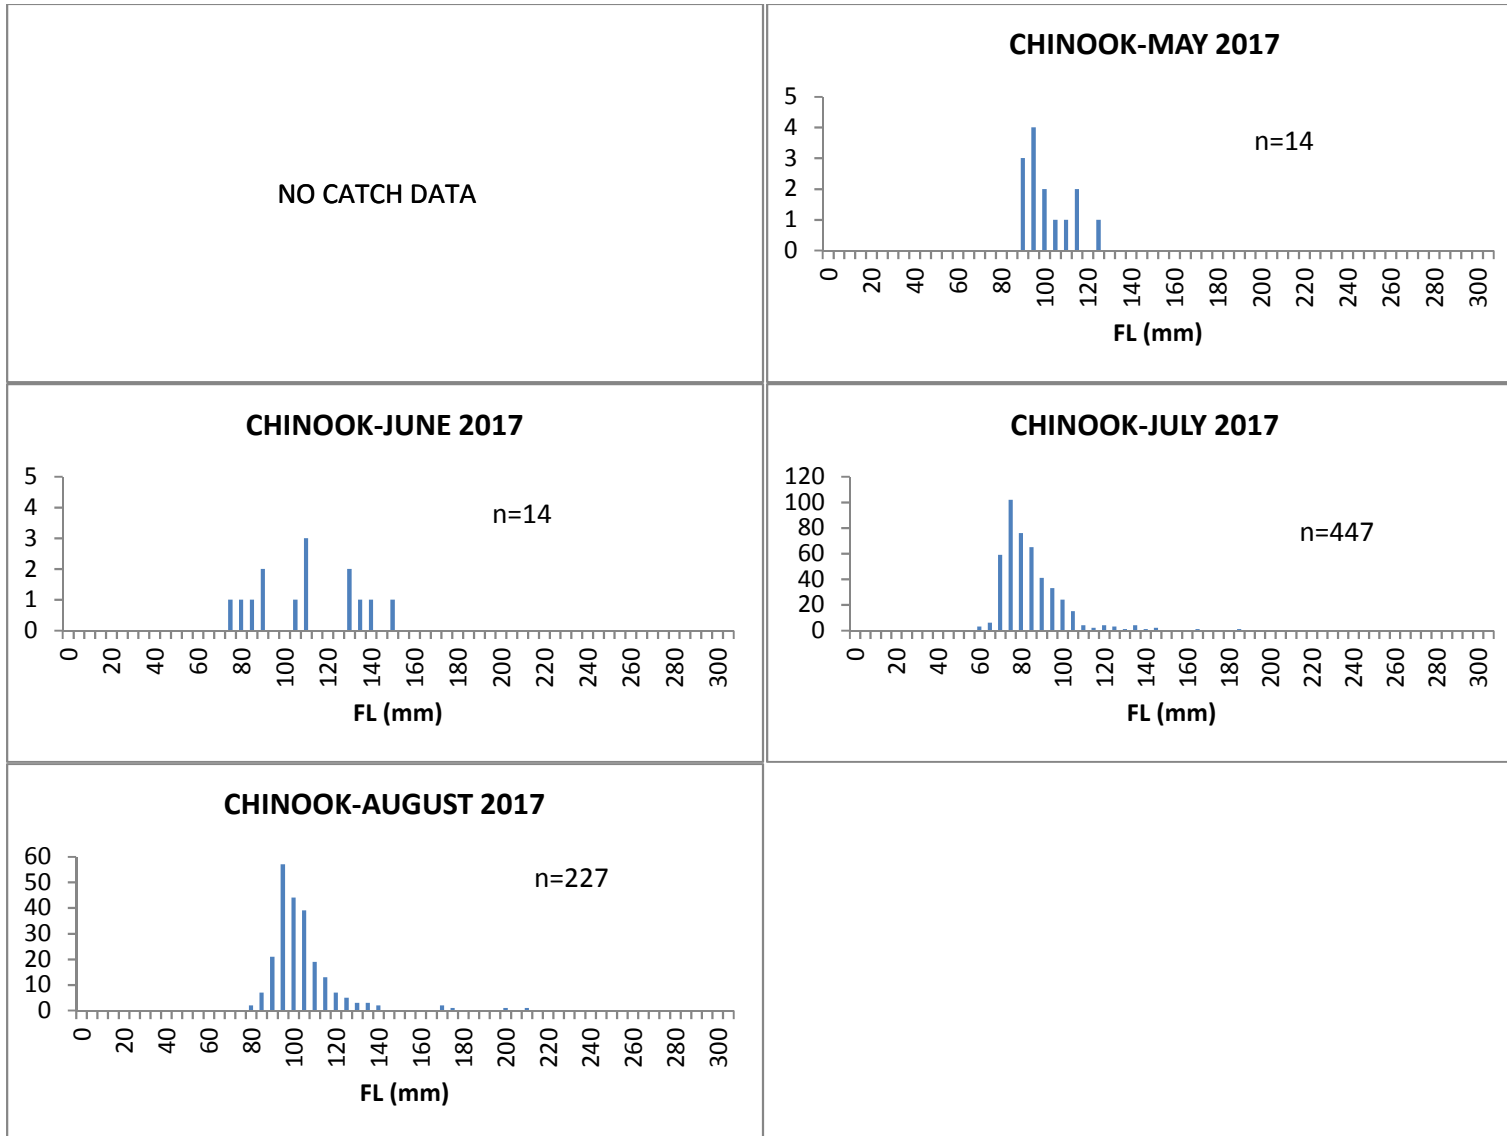 NO CATCH DATA
CHINOOK-MAY 2017
5
4
3
2
1
0
n=14
0 20 40 60 80 100 120 140 160 180 200 220 240 260 280 300
FL (mm)
CHINOOK-JUNE 2017
5
4
3
2
1
0
n=14
0 20 40 60 80 100 120 140 160 180 200 220 240 260 280 300
FL (mm)
CHINOOK-JULY 2017
120
100
80
60
40
20
0
n=447
0 20 40 60 80 100 120 140 160 180 200 220 240 260 280 300
FL (mm)
CHINOOK-AUGUST 2017
60
50
40
30
20
10
0
n=227
0 20 40 60 80 100 120 140 160 180 200 220 240 260 280 300
FL (mm)